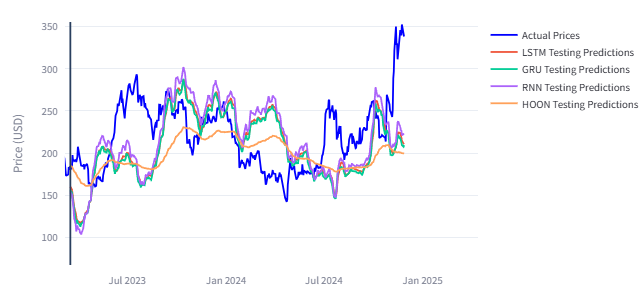 Price (USD)
350
300
250
200
150
100
Jul 2023
Jan 2024
Jul 2024
Jan 2025
Actual Prices
LSTM Testing Predictions
GRU Testing Predictions
RNN Testing Predictions
HOON Testing Predictions